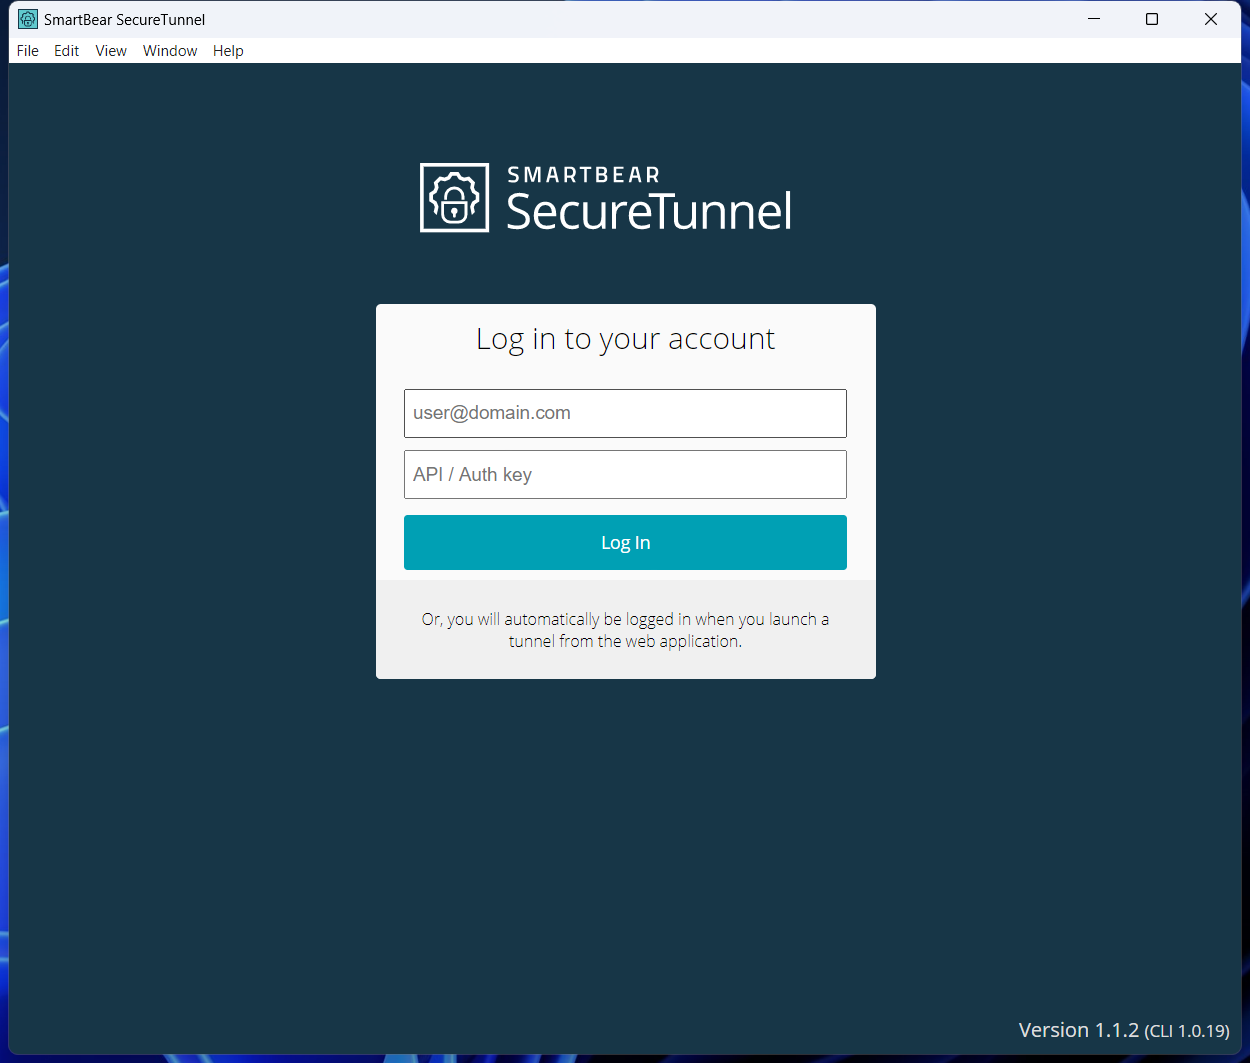 SmartBear SecureTunnel
File Edit View Window Help
SMARTBEAR
SecureTunnel
Log in to your account
user@domain.com
API / Auth key
Log In
Or, you will automatically be logged in when you launch a
tunnel from the web application.
Version 1.1.2 (CLI 1.0.19)